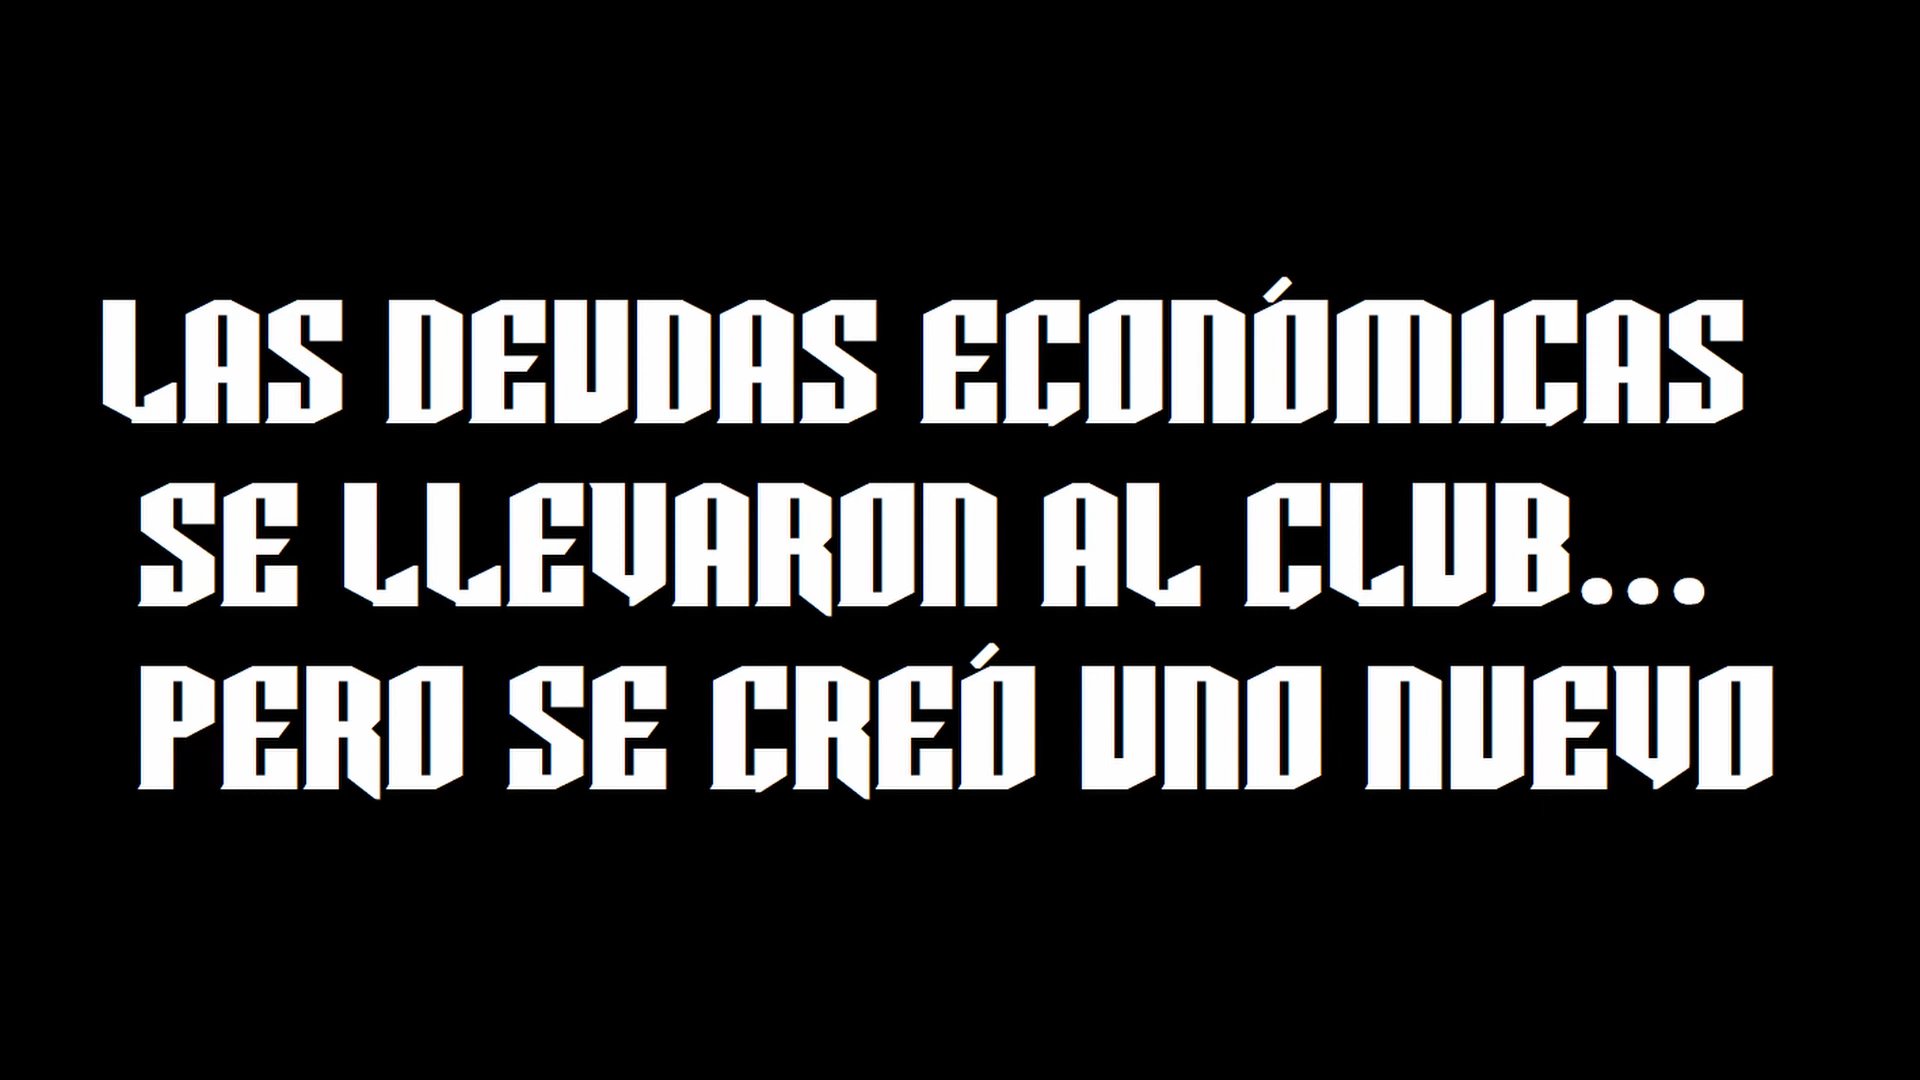 LAS DEUDAS ECONÓMICAS
SE LLEVARON AL CLUB...
PERO SE CREÓ UNO NUEVO